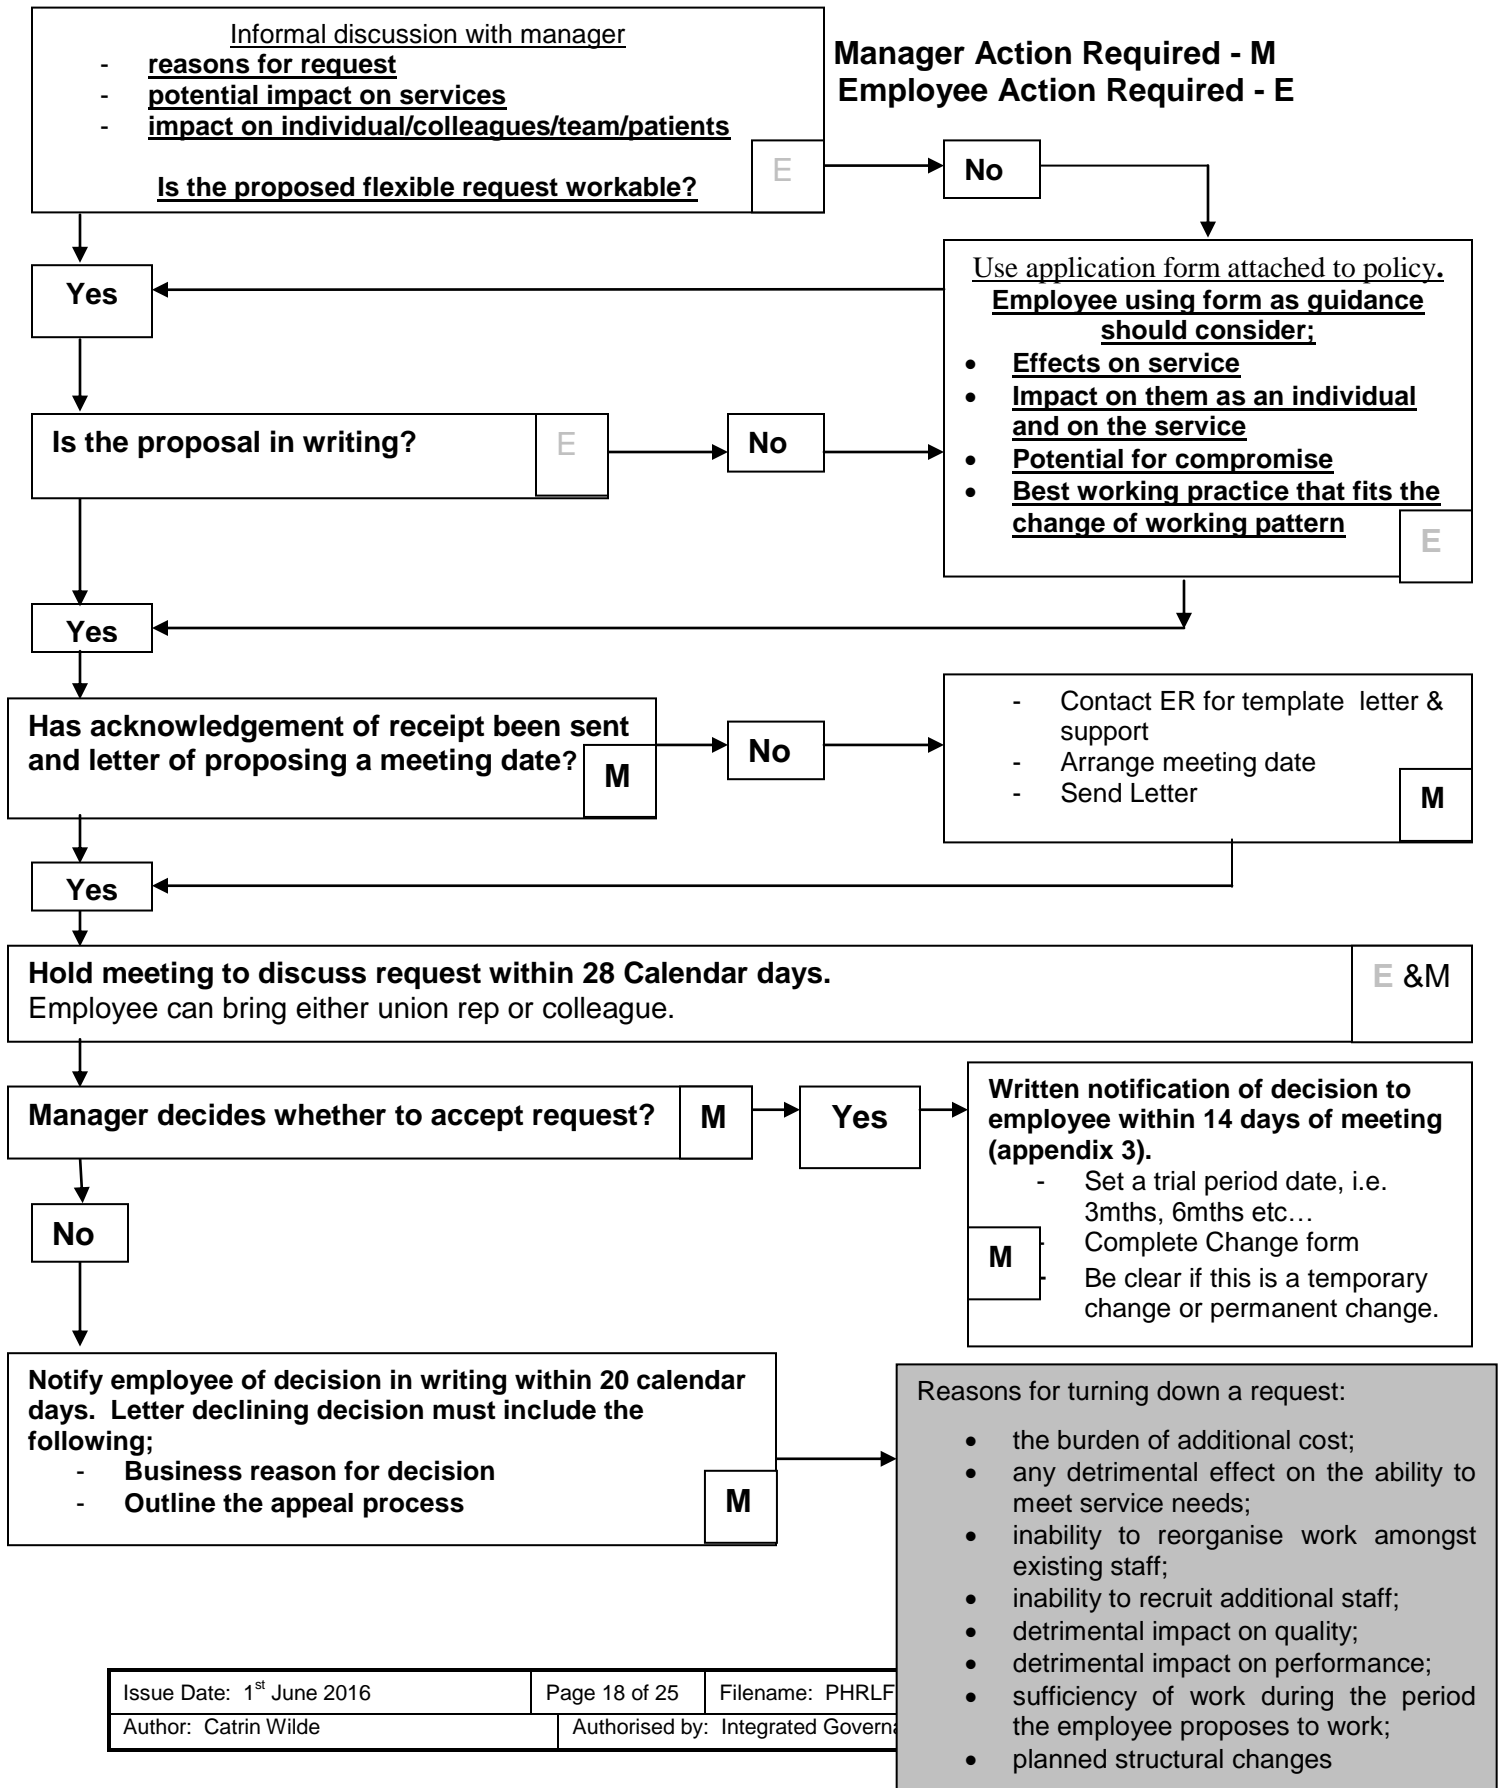 Informal discussion with manager
- reasons for request
- potential impact on services
- impact on individual/colleagues/team/patients
Is the proposed flexible request workable?
E
Manager Action Required - M
Employee Action Required - E
No
Yes
Use application form attached to policy.
Employee using form as guidance
should consider;
• Effects on service
• Impact on them as an individual
and on the service
• Potential for compromise
• Best working practice that fits the
change of working pattern
E
Is the proposal in writing?
E
No
Yes
Has acknowledgement of receipt been sent
and letter of proposing a meeting date?
M
No
- Contact ER for template letter &
support
- Arrange meeting date
- Send Letter
M
Yes
Hold meeting to discuss request within 28 Calendar days.
Employee can bring either union rep or colleague.
E &M
Manager decides whether to accept request?
M
Yes
Written notification of decision to
employee within 14 days of meeting
(appendix 3).
- Set a trial period date, i.e.
3mths, 6mths etc…
- Complete Change form
- Be clear if this is a temporary
change or permanent change.
M
No
Notify employee of decision in writing within 20 calendar
days. Letter declining decision must include the
following;
- Business reason for decision
- Outline the appeal process
M
Reasons for turning down a request:
• the burden of additional cost;
• any detrimental effect on the ability to
meet service needs;
• inability to reorganise work amongst
existing staff;
• inability to recruit additional staff;
• detrimental impact on quality;
• detrimental impact on performance;
• sufficiency of work during the period
the employee proposes to work;
• planned structural changes
Issue Date: 1st June 2016 Page 18 of 25 Filename: PHRLF
Author: Catrin Wilde Authorised by: Integrated Governa